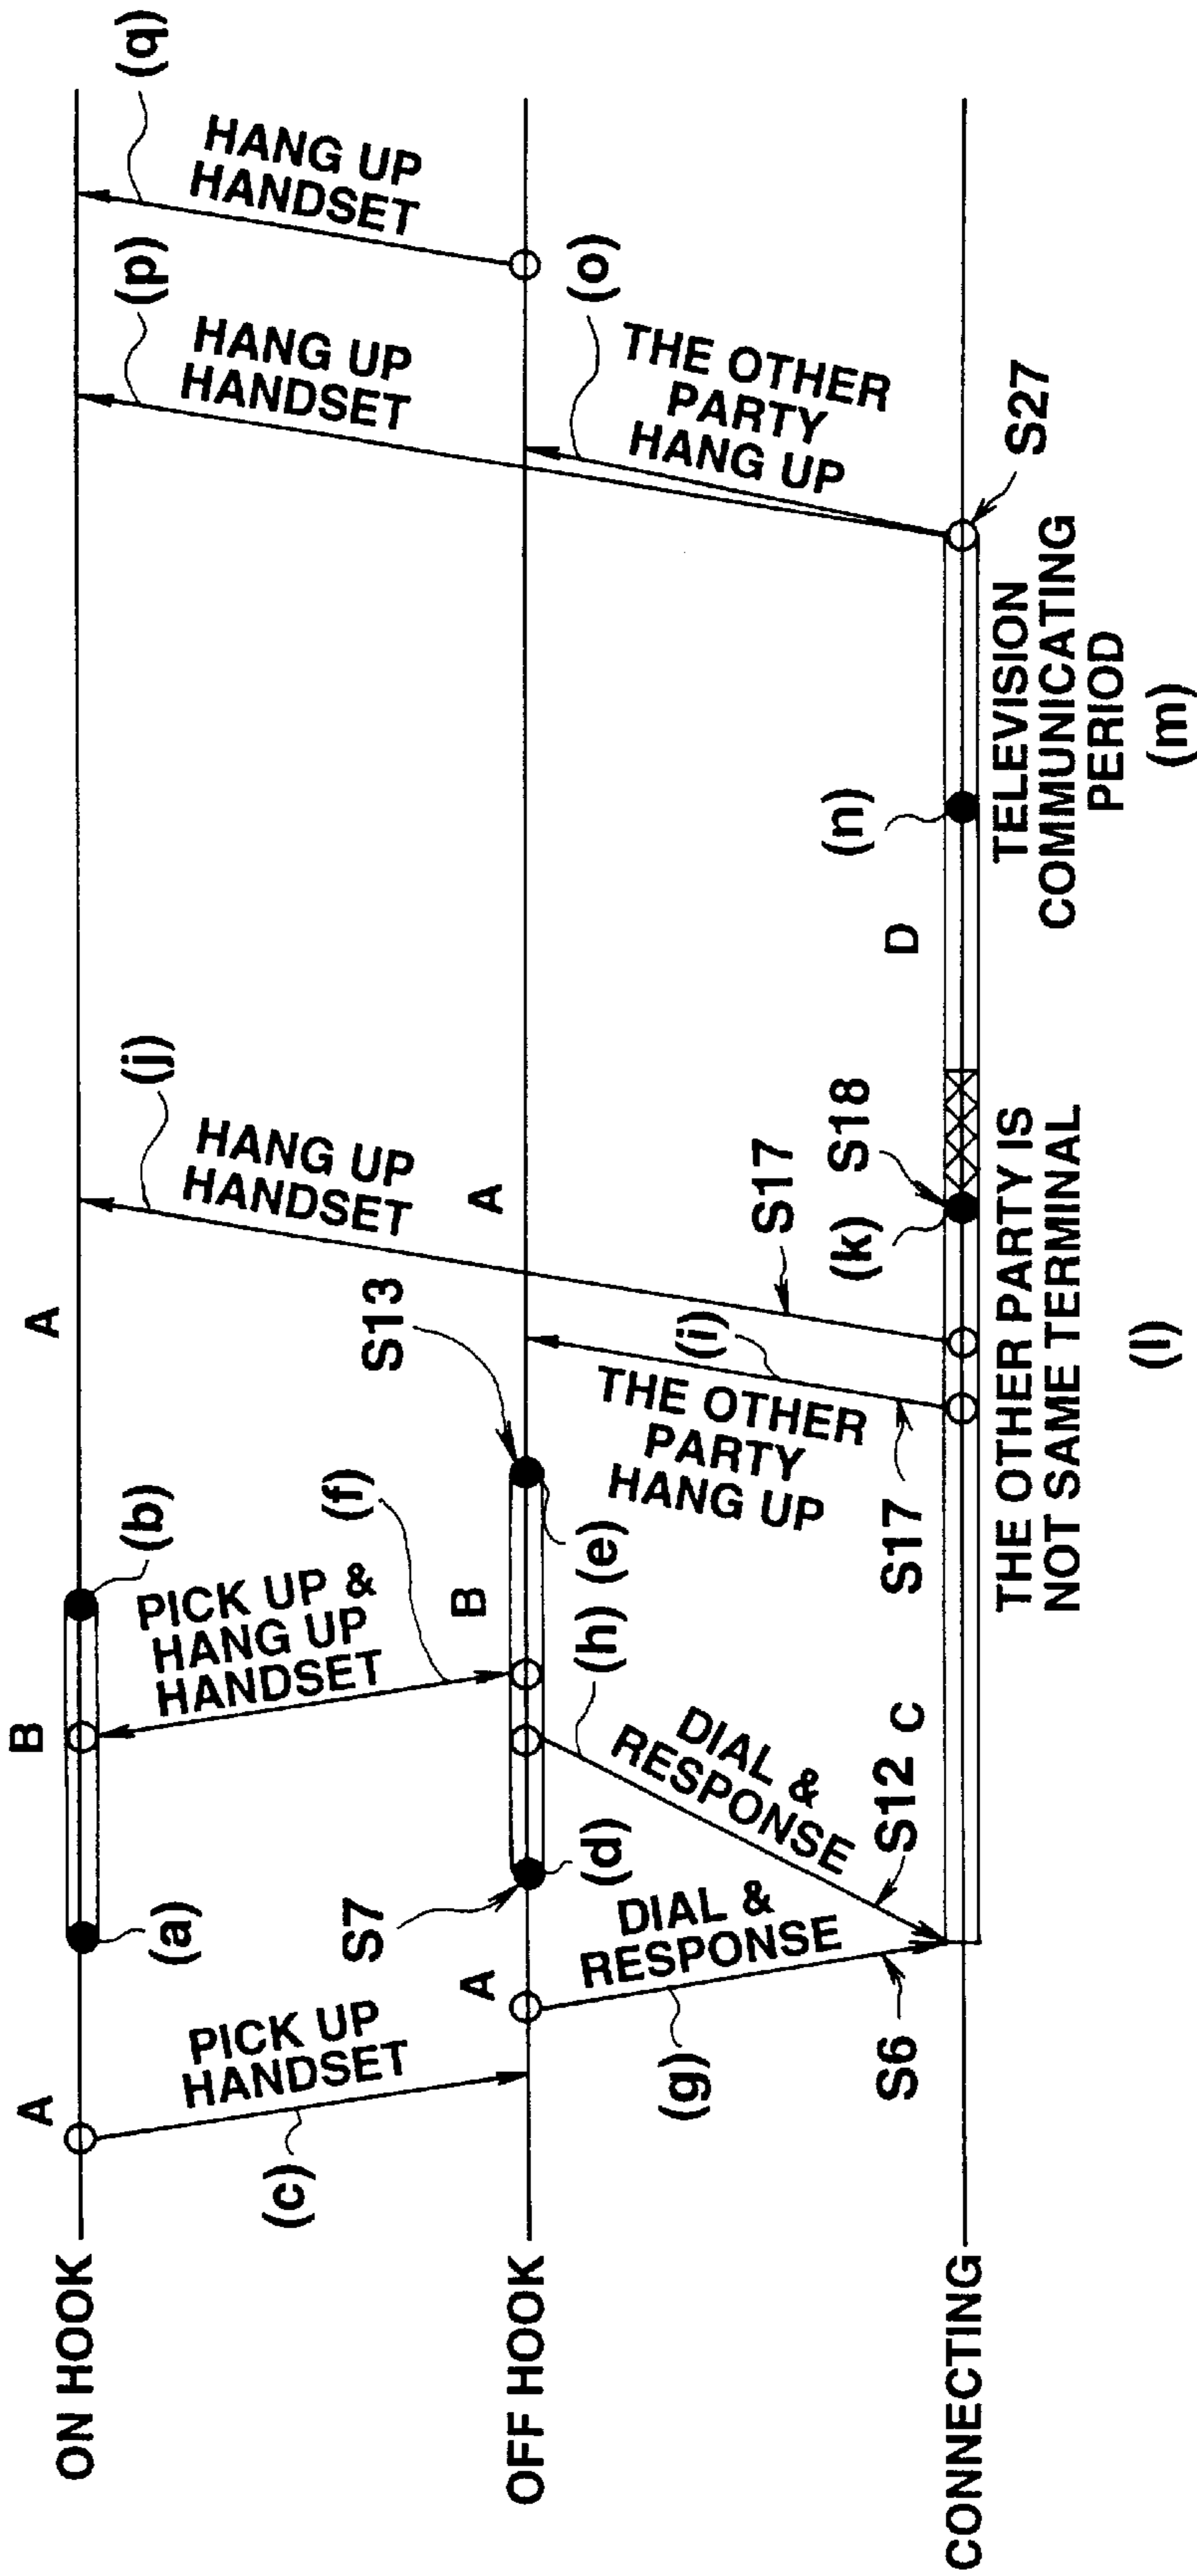 ON HOOK
A
B
A
(a)
(b)
(c)
PICK UP
HANDSET
PICK UP &
HANG UP
HANDSET
(f)
HANG UP
HANDSET
(j)
HANG UP
HANDSET
(p)
HANG UP
HANDSET
(q)
OFF HOOK
A
S7
B
S13
A
(d)
(h)
(e)
(o)
(g)
DIAL &
RESPONSE
DIAL &
RESPONSE
THE OTHER
PARTY
HANG UP
(i)
THE OTHER
PARTY
HANG UP
S6
S12
C
S17
S17
(k)
S18
D
(n)
S27
CONNECTING
THE OTHER PARTY IS
NOT SAME TERMINAL
(l)
TELEVISION
COMMUNICATING
PERIOD
(m)